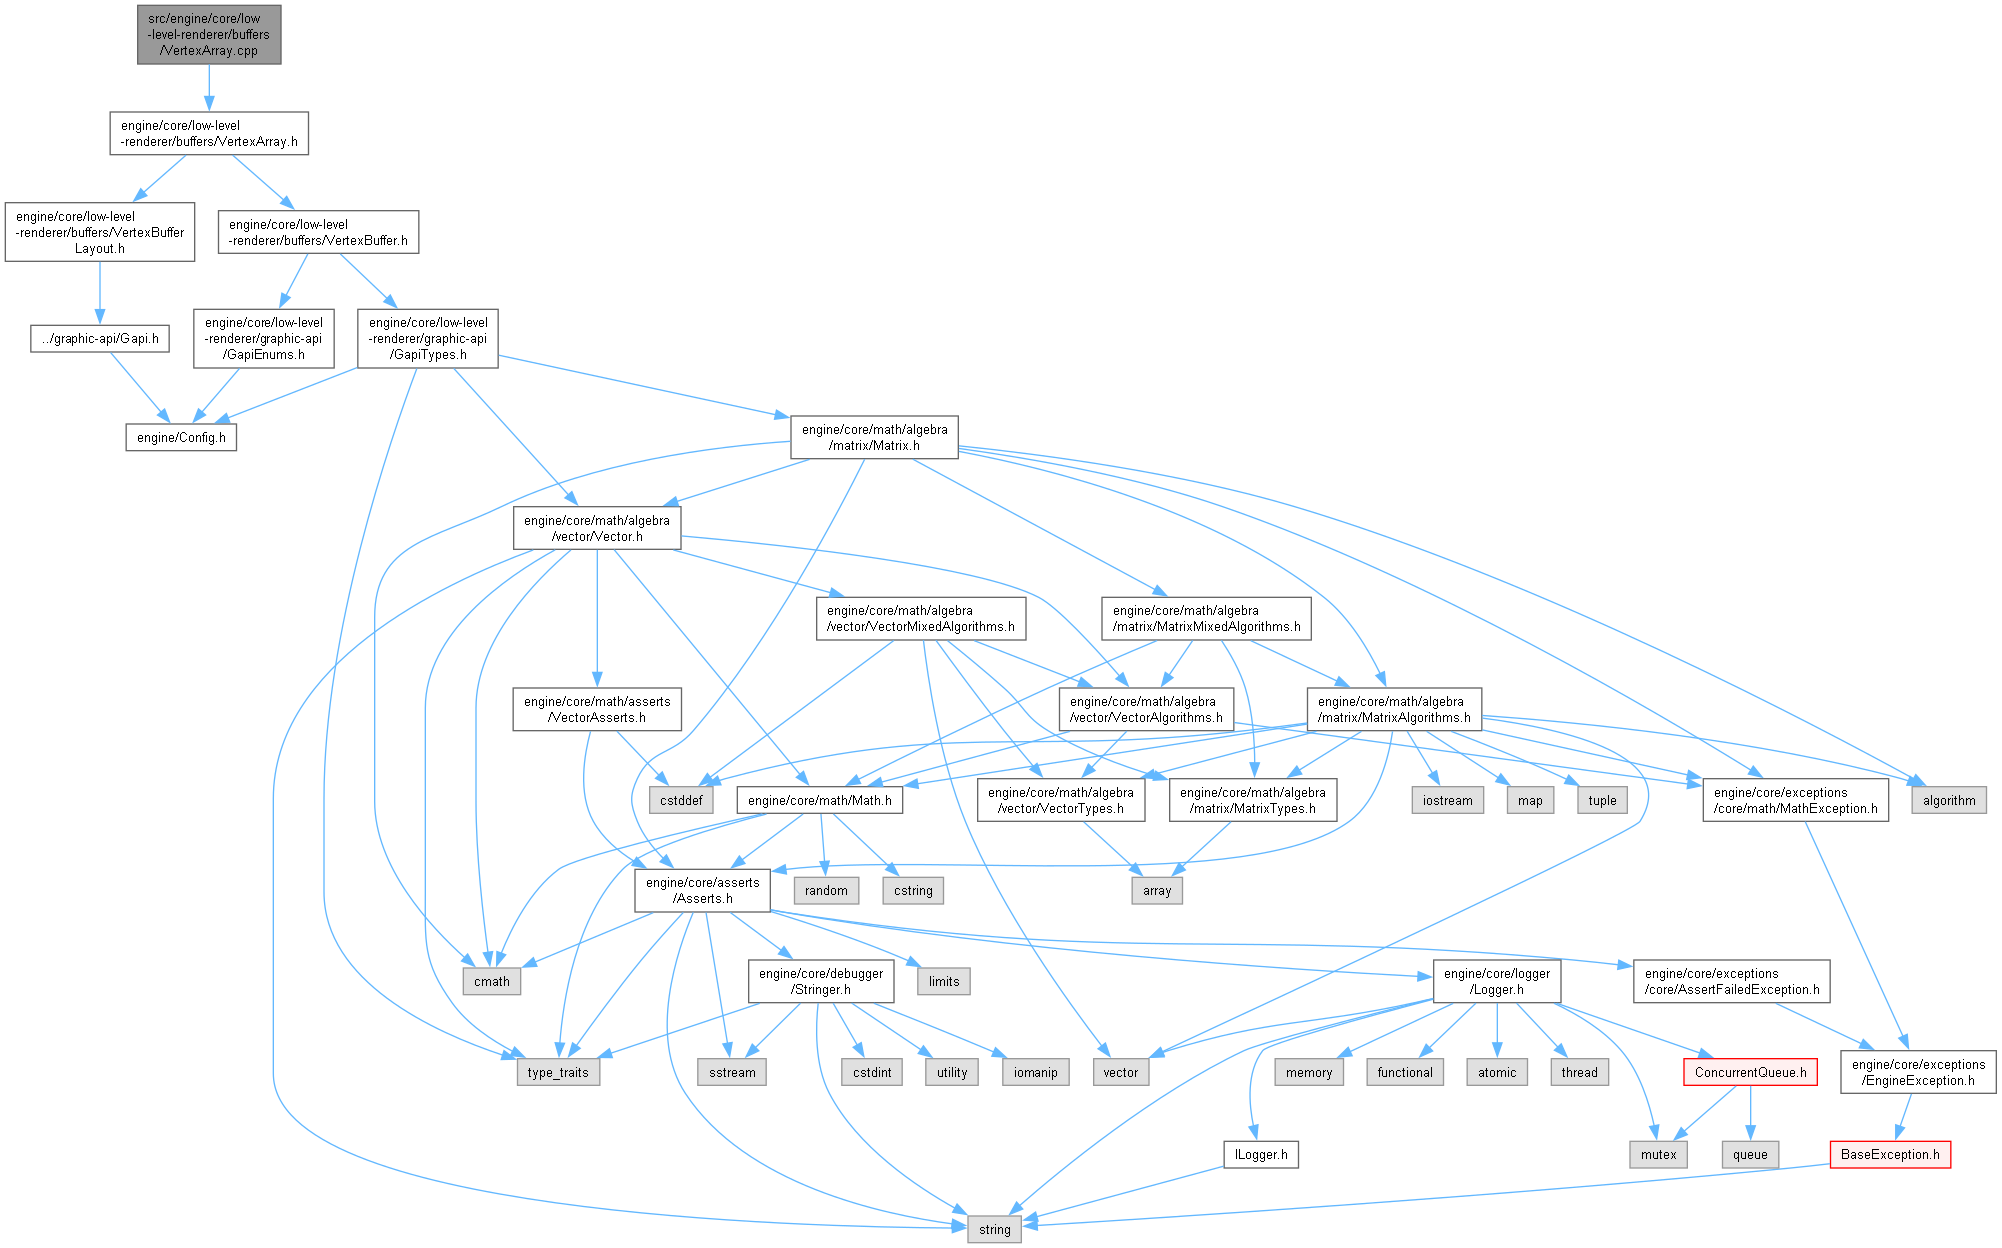 src/engine/core/low
-level-renderer/buffers
/VertexArray.cpp
engine/core/low-level
-renderer/buffers/VertexArray.h
engine/core/low-level
-renderer/buffers/VertexBuffer
Layout.h
engine/core/low-level
-renderer/buffers/VertexBuffer.h
../graphic-api/Gapi.h
engine/core/low-level
-renderer/graphic-api
/GapiEnums.h
engine/core/low-level
-renderer/graphic-api
/GapiTypes.h
engine/Config.h
engine/core/math/algebra
/matrix/Matrix.h
engine/core/math/algebra
/vector/Vector.h
engine/core/math/algebra
/vector/VectorMixedAlgorithms.h
engine/core/math/algebra
/matrix/MatrixMixedAlgorithms.h
engine/core/math/asserts
/VectorAsserts.h
engine/core/math/algebra
/vector/VectorAlgorithms.h
engine/core/math/algebra
/matrix/MatrixAlgorithms.h
cstddef
engine/core/math/Math.h
engine/core/math/algebra
/vector/VectorTypes.h
engine/core/math/algebra
/matrix/MatrixTypes.h
iostream
map
tuple
engine/core/exceptions
/core/math/MathException.h
algorithm
engine/core/asserts
/Asserts.h
random
cstring
array
cmath
engine/core/debugger
/Stringer.h
limits
engine/core/logger
/Logger.h
engine/core/exceptions
/core/AssertFailedException.h
type_traits
sstream
cstdint
utility
iomanip
vector
memory
functional
atomic
thread
ConcurrentQueue.h
engine/core/exceptions
/EngineException.h
ILogger.h
mutex
queue
BaseException.h
string